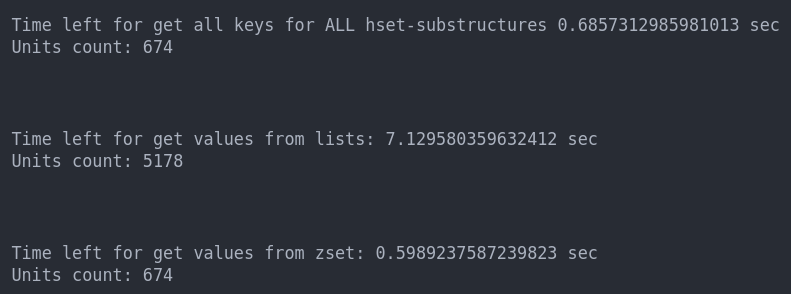 Time left for get all keys for ALL hset-substructures 0.6857312985981013 sec
Units count: 674
Time left for get values from lists: 7.129580359632412 sec
Units count: 5178
Time left for get values from zset: 0.5989237587239823 sec
Units count: 674